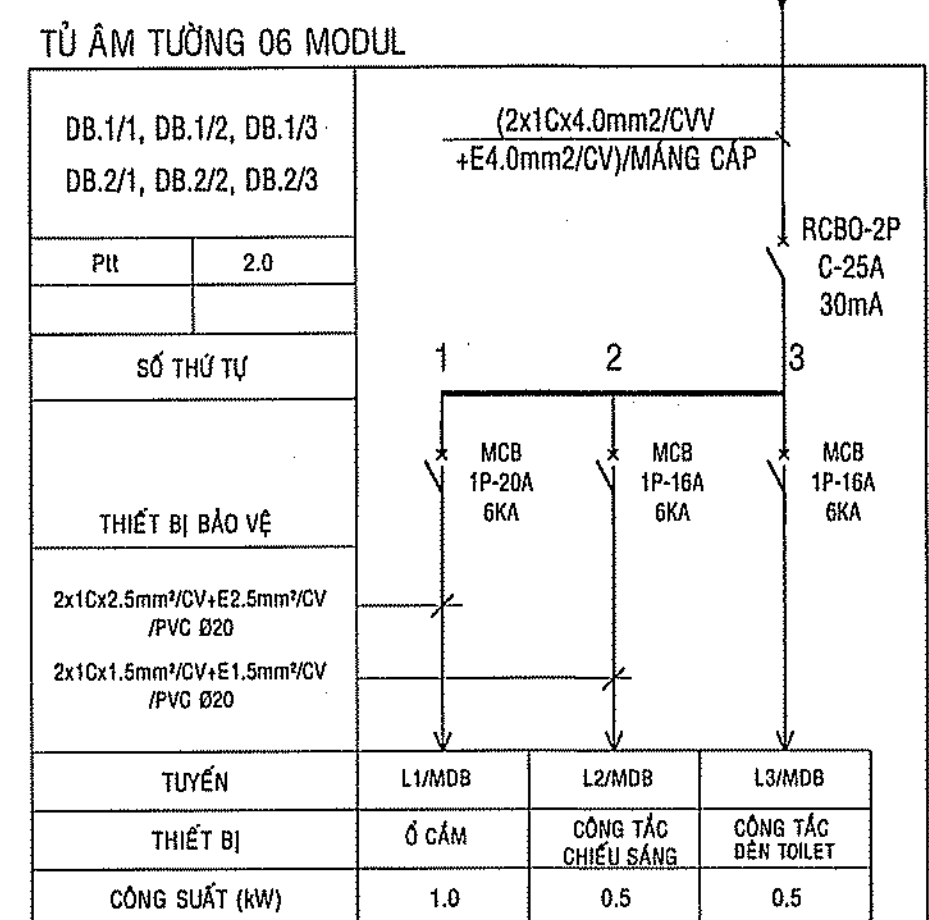 TỦ ÂM TƯỜNG 06 MODUL
DB.1/1, DB.1/2, DB.1/3
DB.2/1, DB.2/2, DB.2/3
(2x1Cx4.0mm2/CVV
+E4.0mm2/CV)/MÁNG CÁP
RCBO-2P
C-25A
30mA
Ptt 2.0
SỐ THỨ TỰ
1 2 3
MCB
1P-20A
6KA
MCB
1P-16A
6KA
MCB
1P-16A
6KA
THIẾT BỊ BẢO VỆ
2x1Cx2.5mm²/CV+E2.5mm²/CV
/PVC Ø20
2x1Cx1.5mm²/CV+E1.5mm²/CV
/PVC Ø20
TUYẾN L1/MDB L2/MDB L3/MDB
THIẾT BỊ Ổ CẮM CÔNG TẮC CHIẾU SÁNG CÔNG TẮC ĐÈN TOILET
CÔNG SUẤT (kW) 1.0 0.5 0.5